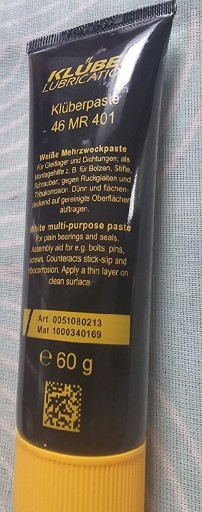 KLÜBER
LUBRICATION
Klüberpaste
46 MR 401
Weiße Mehrzweckpaste
Für Gleitlager und Dichtungen; als
Montagehilfe z. B. für Bolzen, Stifte,
Schrauben; gegen Ruckgleiten und
Tribokorrosion. Dünn und flächen-
deckend auf gereinigte Oberflächen
auftragen.
White multi-purpose paste
For plain bearings and seals.
Assembly aid for e.g. bolts, pins,
screws. Counteracts stick-slip and
tribocorrosion. Apply a thin layer on
clean surface.
Art 0051080213
Mat 1000340169
e 60 g